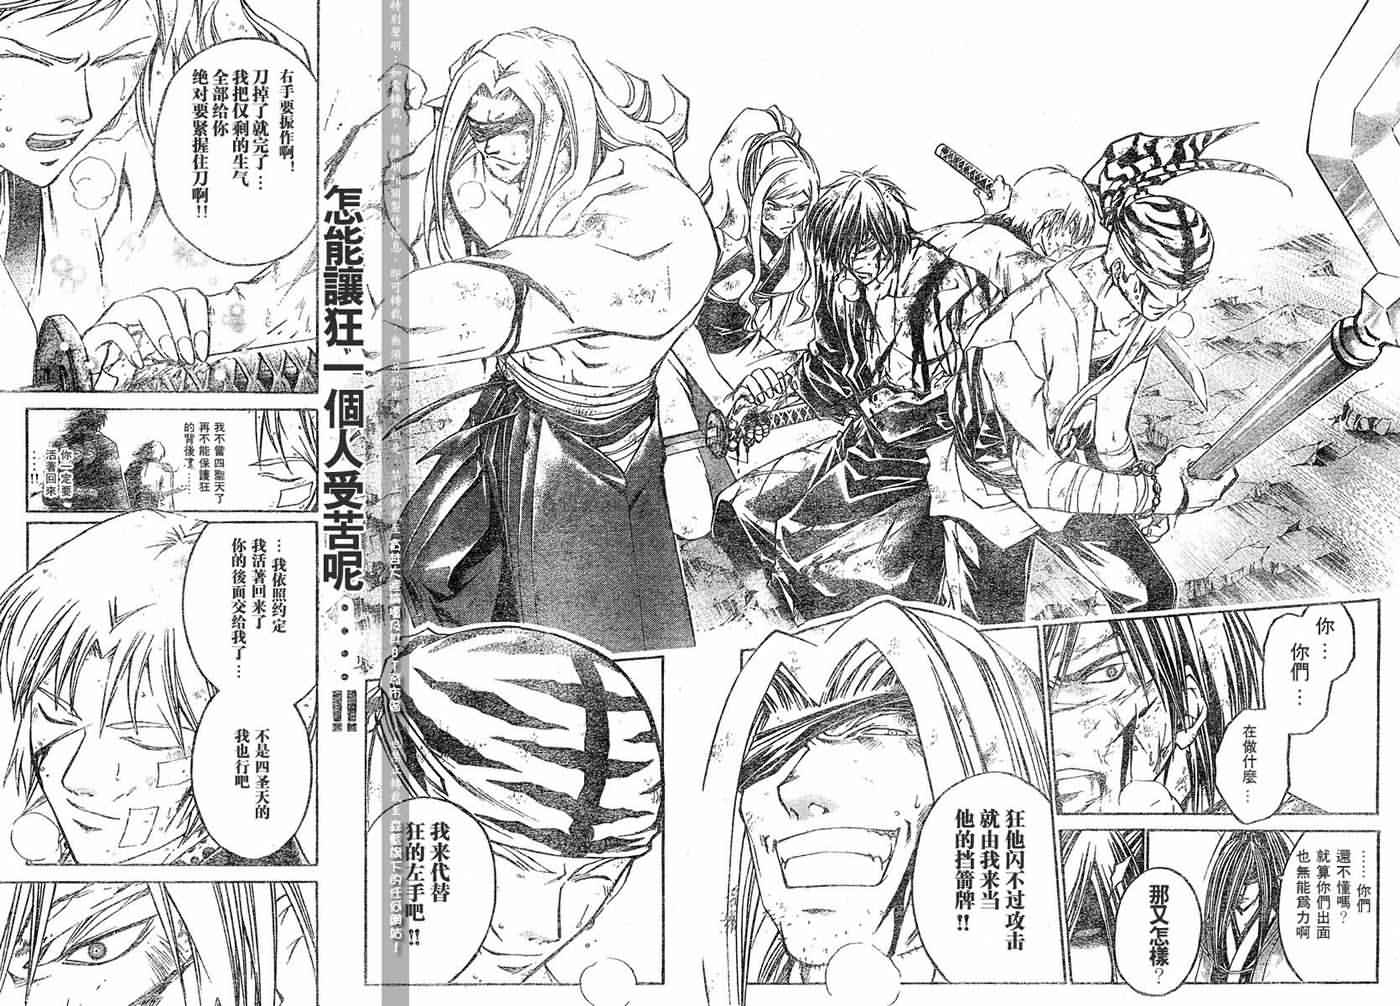 怎能讓狂一個人受苦呢‥‥‥!!!
你…
你們…
在做什麼…
……你們
還不懂嗎？
就算你們出面
也無能爲力啊
那又怎樣？
狂他闪不过攻击
就由我来当
他的挡箭牌!!
我来代替
狂的左手吧!!
右手要振作啊!
刀掉了就完了…
我把仅剩的生气
全部给你
绝对要紧握住刀啊!!
我不當四聖天了
再不能保護狂
的背後了……
你一定要
活著回來
……!!
…我依照约定
我活著回来了
你的後面交给我了…
不是四圣天的
我也行吧